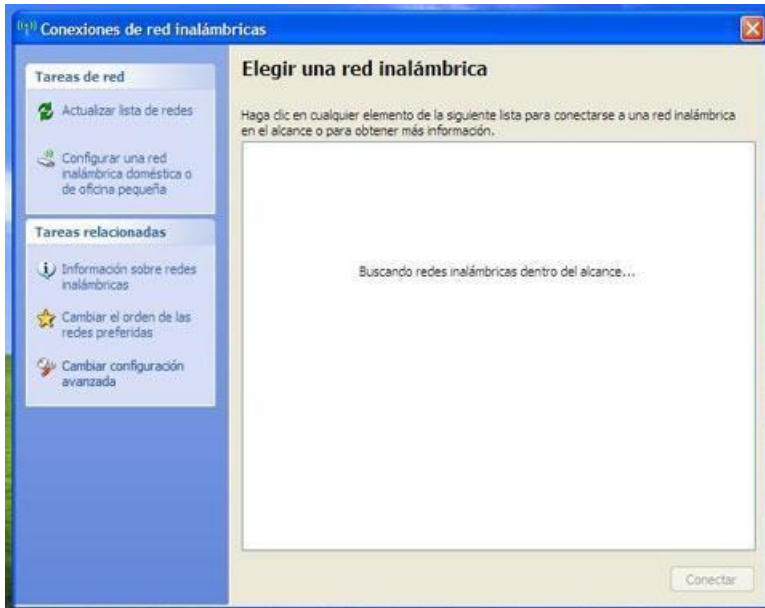 Conexiones de red inalámbricas
Tareas de red
Actualizar lista de redes
Configurar una red
inalámbrica doméstica o
de oficina pequeña
Tareas relacionadas
Información sobre redes
inalámbricas
Cambiar el orden de las
redes preferidas
Cambiar configuración
avanzada
Elegir una red inalámbrica
Haga clic en cualquier elemento de la siguiente lista para conectarse a una red inalámbrica
en el alcance o para obtener más información.
Buscando redes inalámbricas dentro del alcance...
Conectar